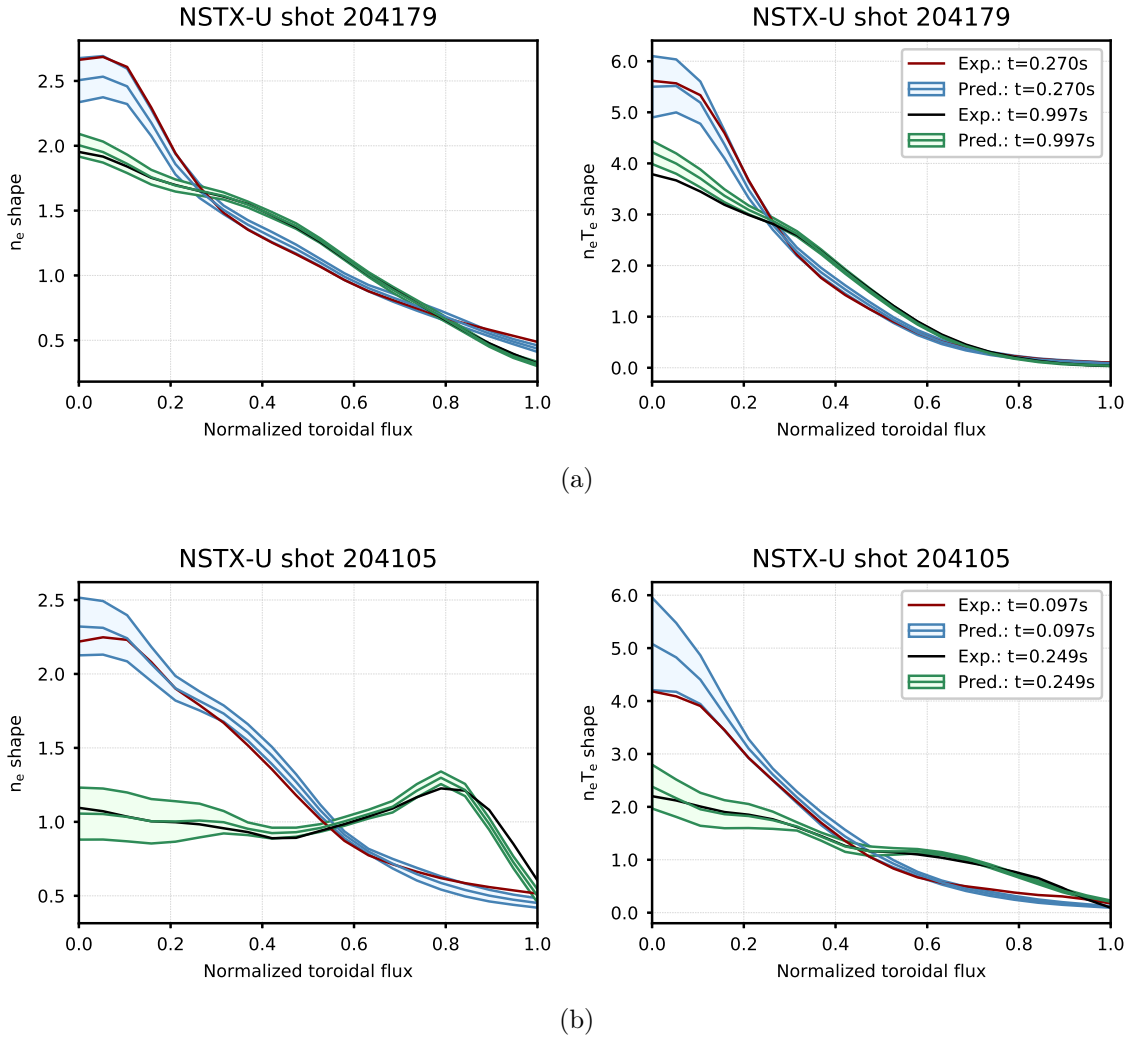 NSTX-U shot 204179
nₑ shape
2.5
2.0
1.5
1.0
0.5
0.0 0.2 0.4 0.6 0.8 1.0
Normalized toroidal flux
NSTX-U shot 204179
nₑTₑ shape
6.0
5.0
4.0
3.0
2.0
1.0
0.0
Exp.: t=0.270s
Pred.: t=0.270s
Exp.: t=0.997s
Pred.: t=0.997s
0.0 0.2 0.4 0.6 0.8 1.0
Normalized toroidal flux
(a)
NSTX-U shot 204105
nₑ shape
2.5
2.0
1.5
1.0
0.5
0.0 0.2 0.4 0.6 0.8 1.0
Normalized toroidal flux
NSTX-U shot 204105
nₑTₑ shape
6.0
5.0
4.0
3.0
2.0
1.0
0.0
Exp.: t=0.097s
Pred.: t=0.097s
Exp.: t=0.249s
Pred.: t=0.249s
0.0 0.2 0.4 0.6 0.8 1.0
Normalized toroidal flux
(b)